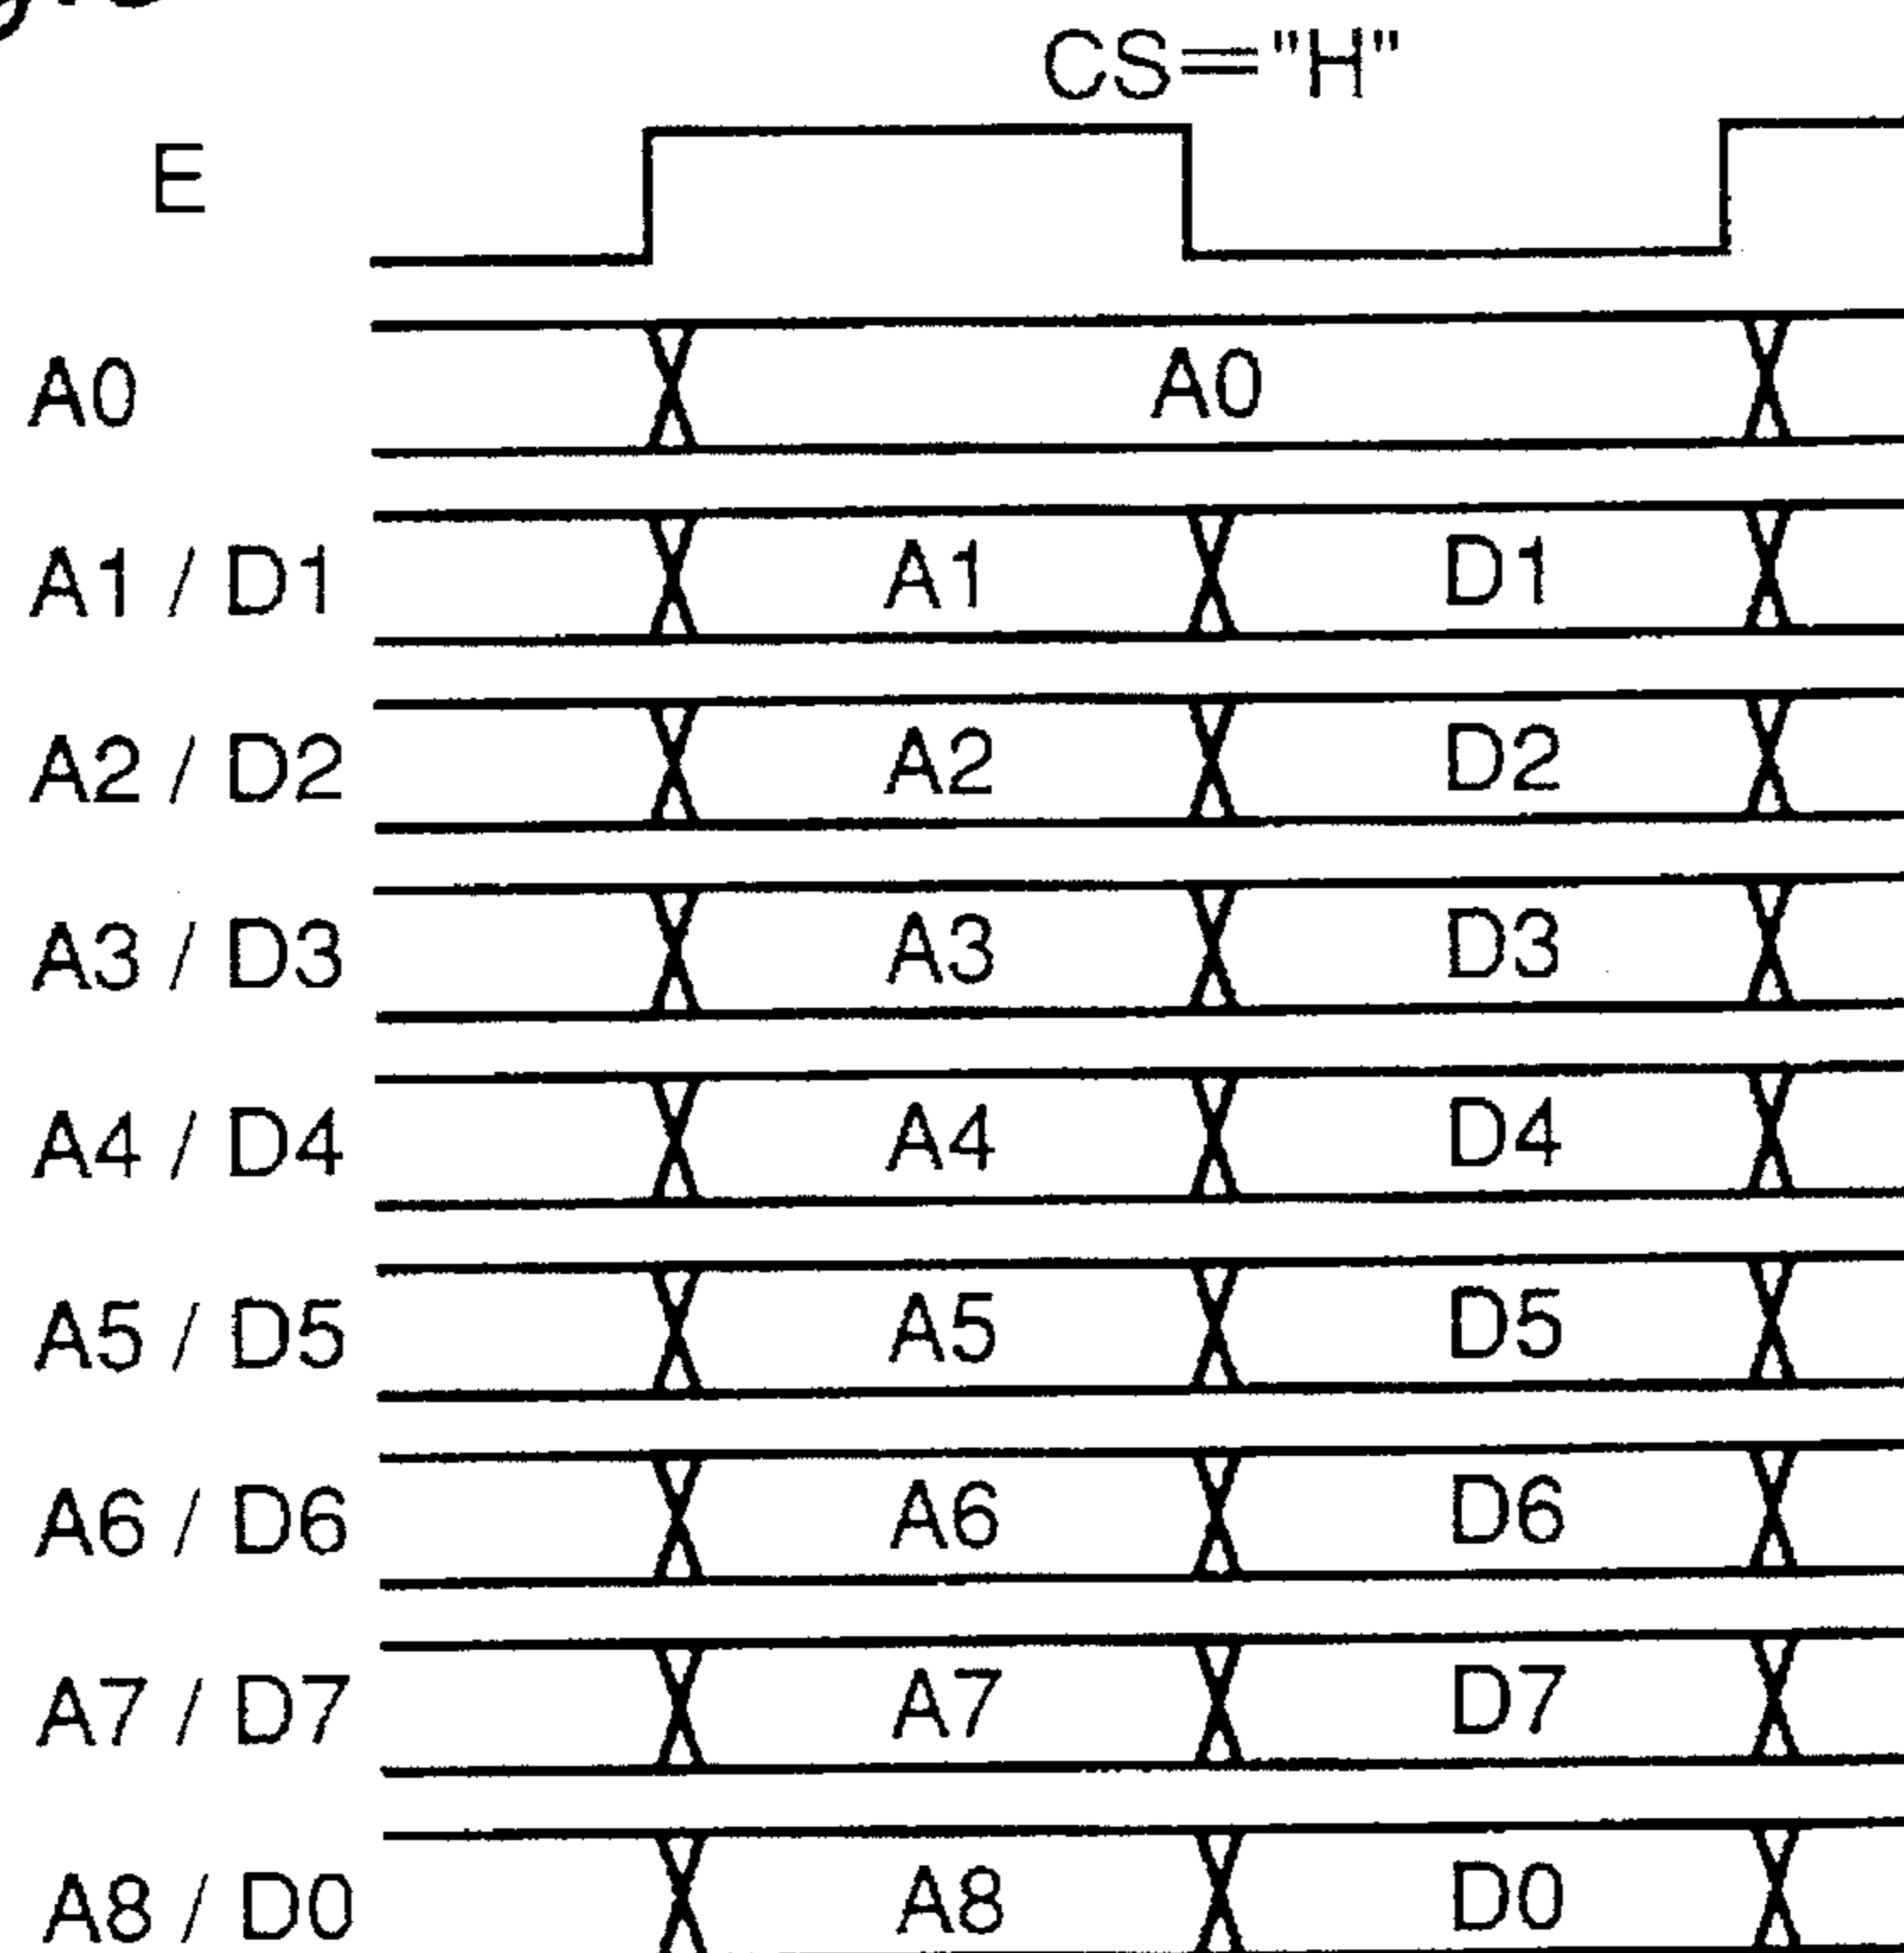 CS="H"
E
A0 A0
A1 / D1 A1 D1
A2 / D2 A2 D2
A3 / D3 A3 D3
A4 / D4 A4 D4
A5 / D5 A5 D5
A6 / D6 A6 D6
A7 / D7 A7 D7
A8 / D0 A8 D0